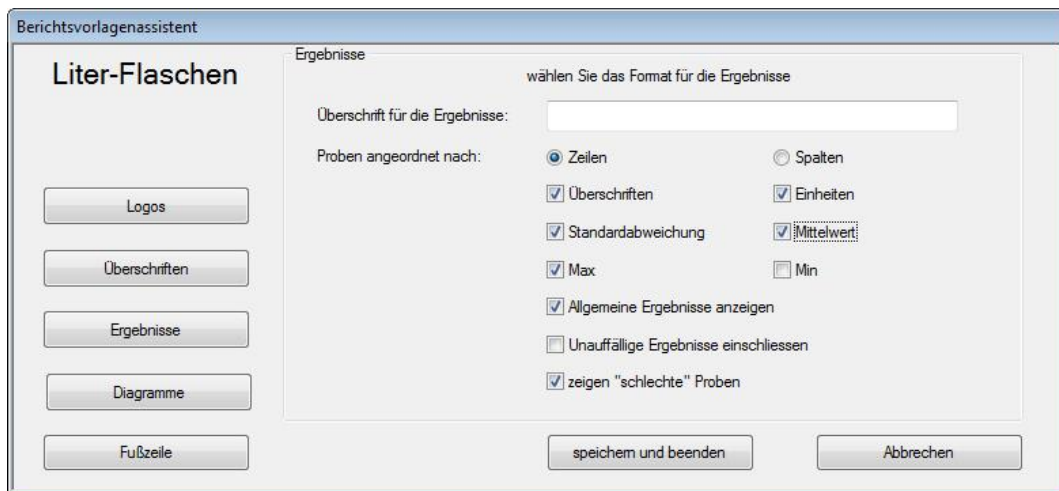 Berichtsvorlagenassistent
Liter-Flaschen
Logos
Überschriften
Ergebnisse
Diagramme
Fußzeile
Ergebnisse
wählen Sie das Format für die Ergebnisse
Überschrift für die Ergebnisse:
Proben angeordnet nach:
Zeilen
Spalten
Überschriften
Einheiten
Standardabweichung
Mittelwert
Max
Min
Allgemeine Ergebnisse anzeigen
Unauffällige Ergebnisse einschliessen
zeigen "schlechte" Proben
speichern und beenden
Abbrechen